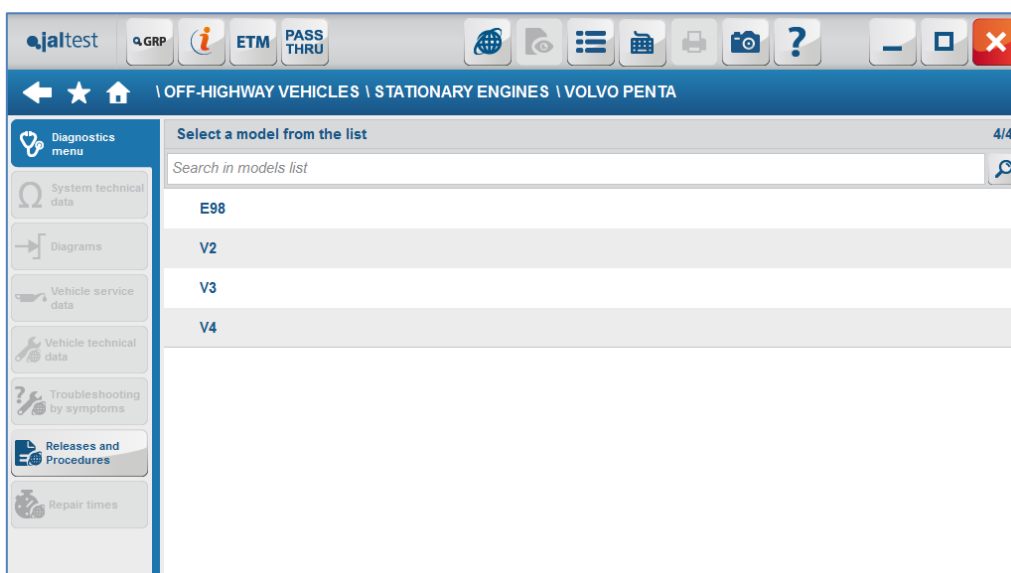 jaltest GRP i ETM PASS THRU ?
\ OFF-HIGHWAY VEHICLES \ STATIONARY ENGINES \ VOLVO PENTA
Diagnostics
menu
System technical
data
Diagrams
Vehicle service
data
Vehicle technical
data
Troubleshooting
by symptoms
Releases and
Procedures
Repair times
Select a model from the list 4/4
Search in models list
E98
V2
V3
V4